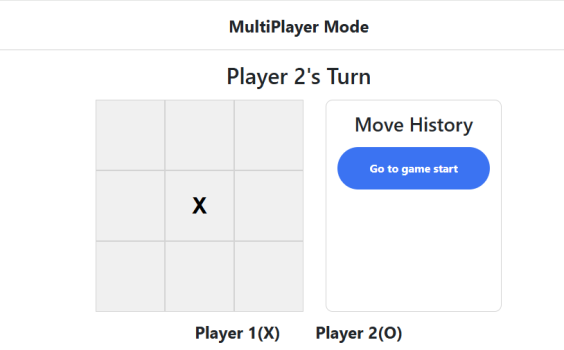 MultiPlayer Mode
Player 2's Turn
Move History
Go to game start
X
Player 1(X) Player 2(O)